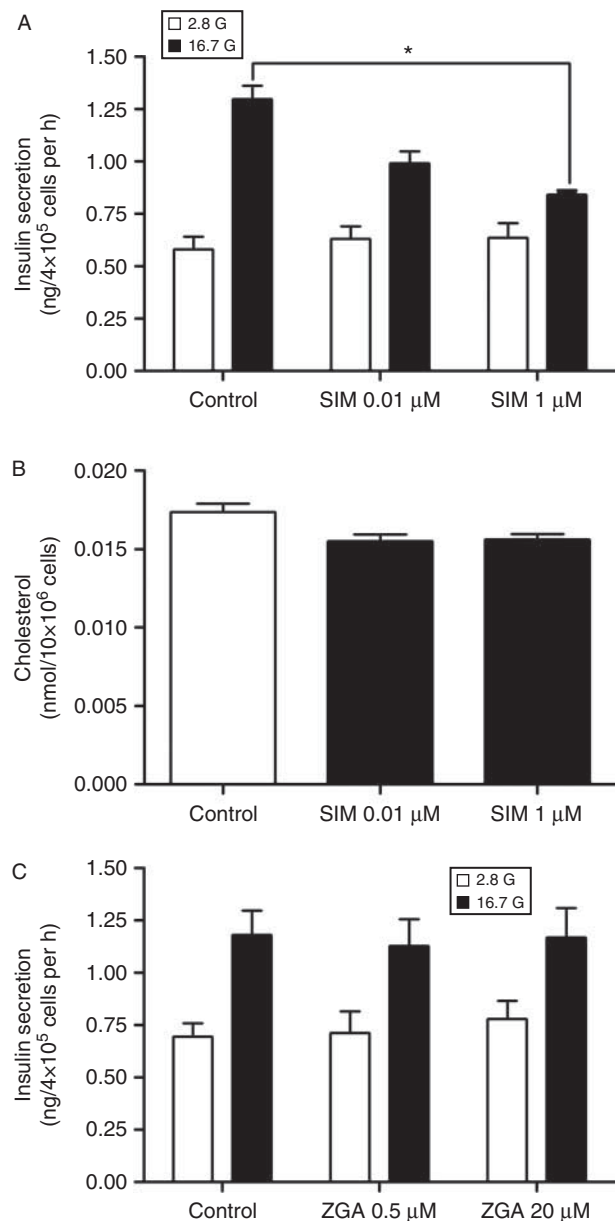 A
2.8 G
16.7 G
*
Insulin secretion
(ng/4×10⁵ cells per h)
1.50
1.25
1.00
0.75
0.50
0.25
0.00
Control
SIM 0.01 μM
SIM 1 μM
B
Cholesterol
(nmol/10×10⁶ cells)
0.020
0.015
0.010
0.005
0.000
Control
SIM 0.01 μM
SIM 1 μM
C
2.8 G
16.7 G
Insulin secretion
(ng/4×10⁵ cells per h)
1.50
1.25
1.00
0.75
0.50
0.25
0.00
Control
ZGA 0.5 μM
ZGA 20 μM